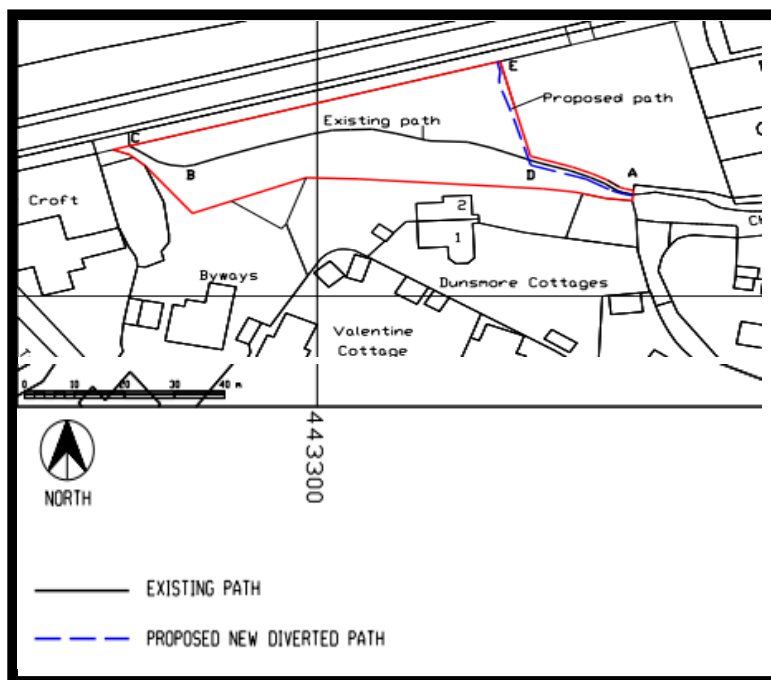 E
Proposed path
Existing path
C
B
D
A
Croft
2
1
Byways
Dunsmore Cottages
Valentine
Cottage
0 10 20 30 40 m
443300
NORTH
EXISTING PATH
PROPOSED NEW DIVERTED PATH